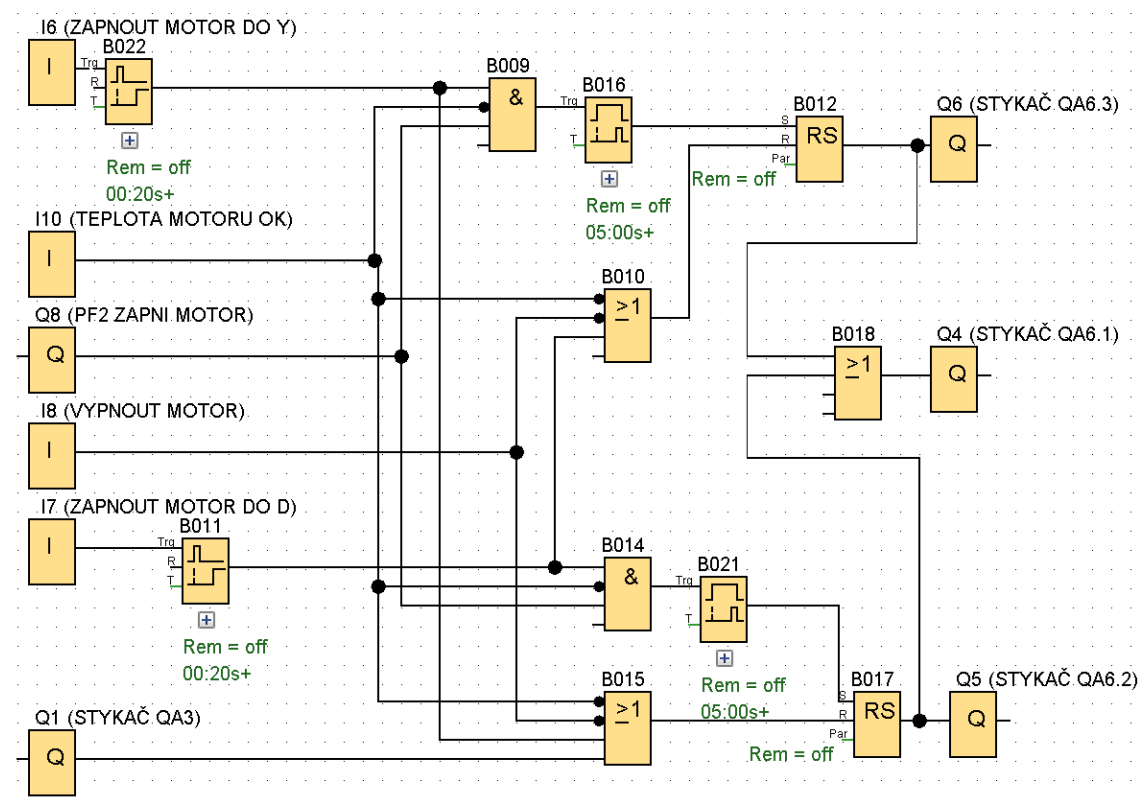 I6 (ZAPNOUT MOTOR DO Y)
B022
I
Trg
R
T
Rem = off
00:20s+
B009
&
B016
Trg
T
Rem = off
05:00s+
B012
S
R
Par
RS
Rem = off
Q6 (STYKAČ QA6.3)
Q
I10 (TEPLOTA MOTORU OK)
I
B010
≥1
Q8 (PF2 ZAPNI MOTOR)
Q
B018
≥1
Q4 (STYKAČ QA6.1)
Q
I8 (VYPNOUT MOTOR)
I
I7 (ZAPNOUT MOTOR DO D)
I
B011
Trg
R
T
Rem = off
00:20s+
B014
&
B021
Trg
T
Rem = off
05:00s+
B015
≥1
B017
S
R
Par
RS
Rem = off
Q5 (STYKAČ QA6.2)
Q
Q1 (STYKAČ QA3)
Q